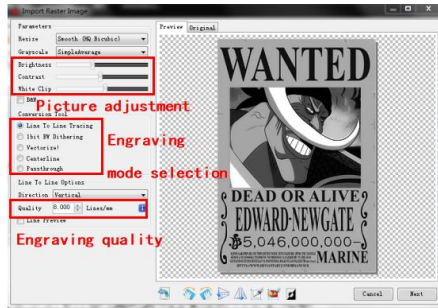 Import Raster Image
Parameters
Resize Smooth (HQ Bicubic)
Grayscale SimpleAverage
Brightness
Contrast
White Clip
B&W
Picture adjustment
Conversion Tool
Line To Line Tracing
1bit BW Dithering
Vectorize!
Centerline
Passthrough
Engraving
mode selection
Line To Line Options
Direction Vertical
Quality 8.000 Lines/mm
Line Preview
Engraving quality
Preview Original
WANTED
DEAD OR ALIVE
EDWARD·NEWGATE
5,046,000,000-
MARINE
Cancel Next